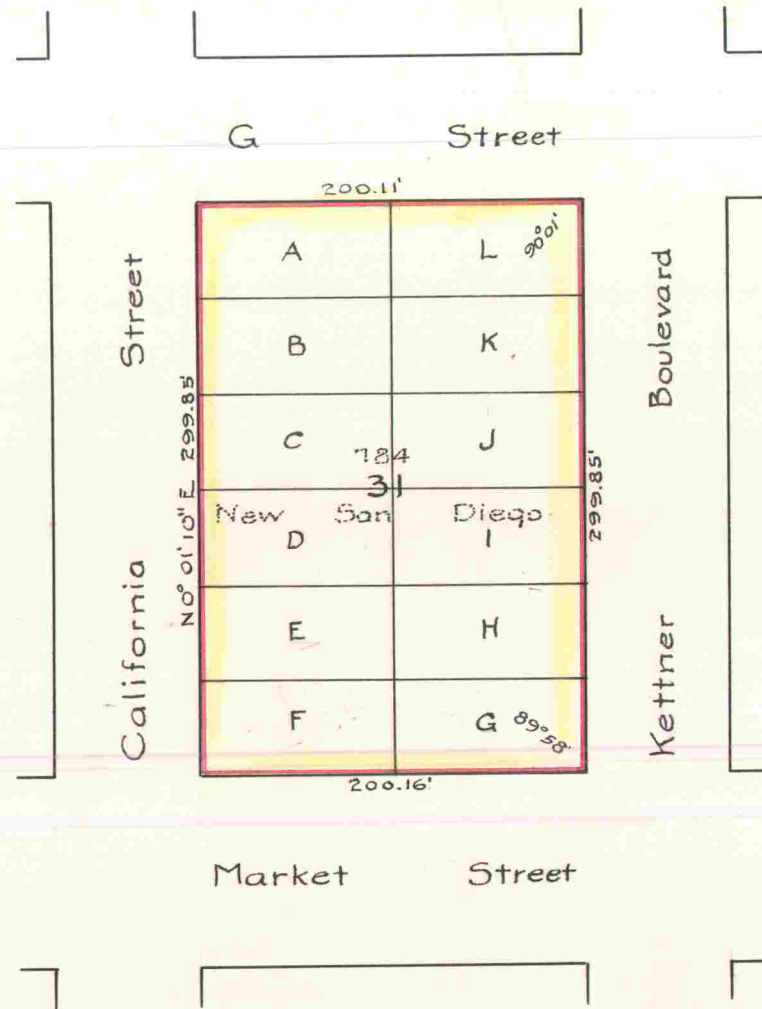 G Street
200.11'
A L 90°01'
Street
Boulevard
B K
299.85'
C J
784
31
299.85'
New San Diego
D I
N 0° 01' 10" E
California
E H
Kettner
F G 89°58'
200.16'
Market Street